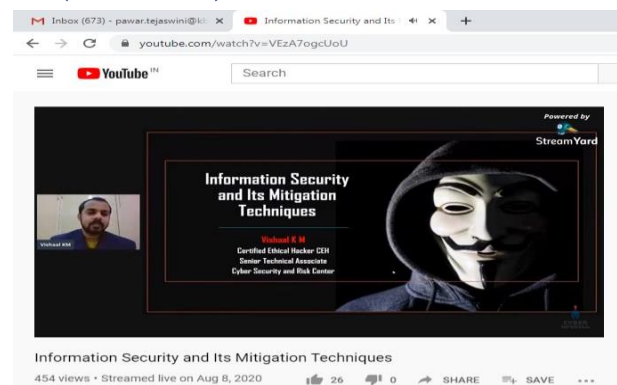 Inbox (673) - pawar.tejaswini@kb
Information Security and Its
youtube.com/watch?v=VEzA7ogcUoU
YouTube IN
Search
Powered by
StreamYard
Information Security
and Its Mitigation
Techniques
Vishaal K M
Certified Ethical Hacker CEH
Senior Technical Associate
Cyber Security and Risk Center
Vishaal KM
Information Security and Its Mitigation Techniques
454 views • Streamed live on Aug 8, 2020
26
0
SHARE
SAVE